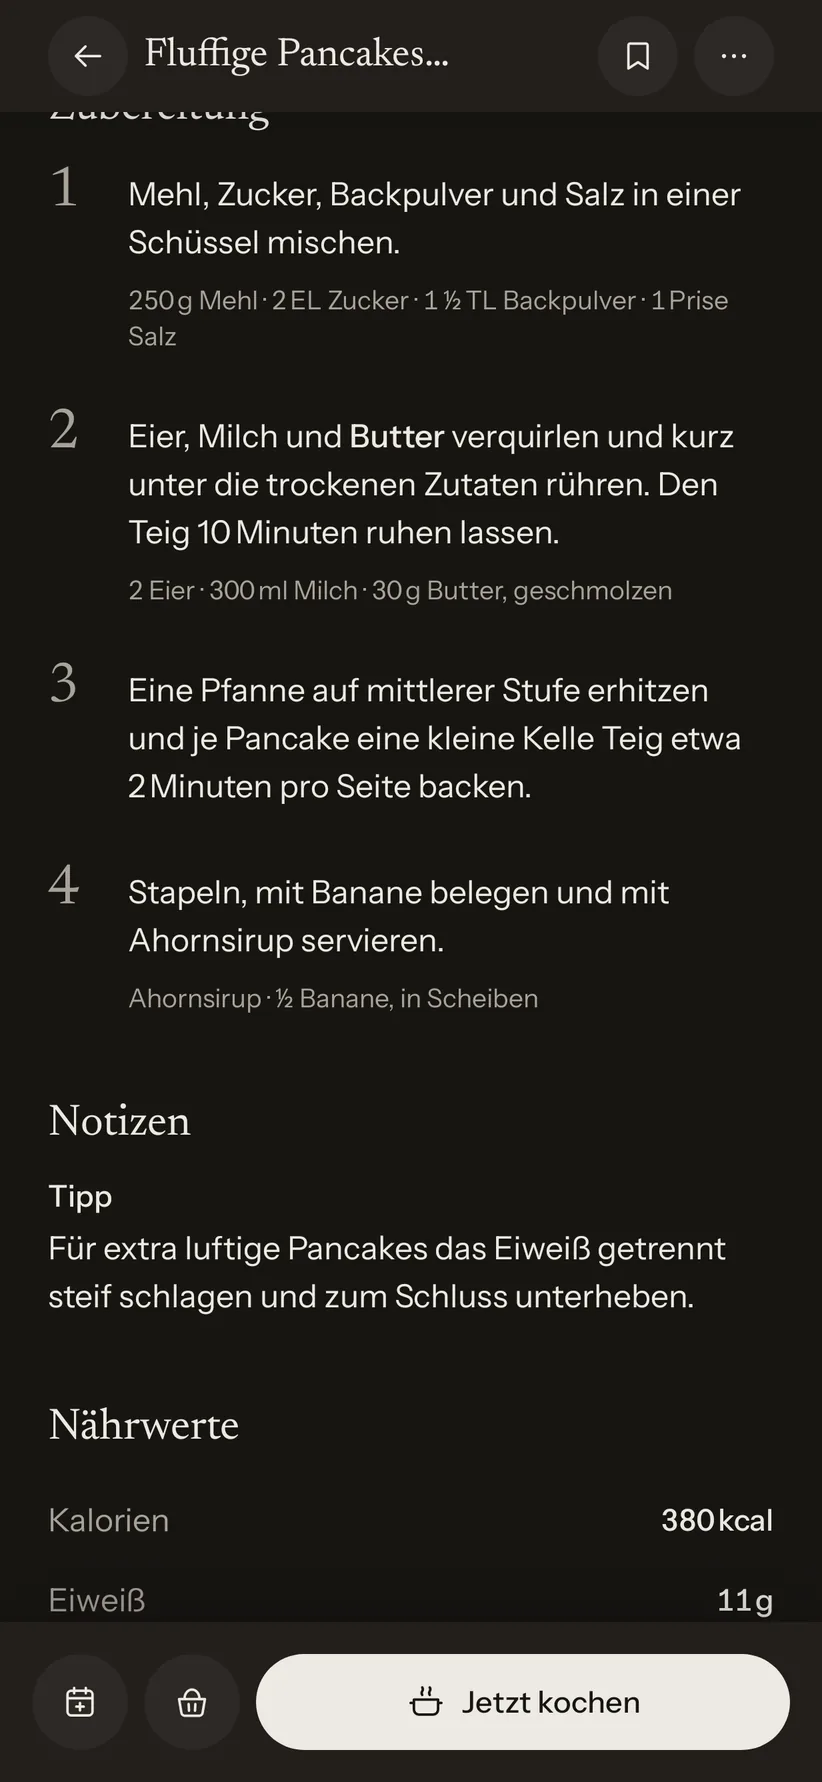 Fluffige Pancakes...
Zubereitung
1
Mehl, Zucker, Backpulver und Salz in einer
Schüssel mischen.
250 g Mehl · 2 EL Zucker · 1 ½ TL Backpulver · 1 Prise
Salz
2
Eier, Milch und Butter verquirlen und kurz
unter die trockenen Zutaten rühren. Den
Teig 10 Minuten ruhen lassen.
2 Eier · 300 ml Milch · 30 g Butter, geschmolzen
3
Eine Pfanne auf mittlerer Stufe erhitzen
und je Pancake eine kleine Kelle Teig etwa
2 Minuten pro Seite backen.
4
Stapeln, mit Banane belegen und mit
Ahornsirup servieren.
Ahornsirup · ½ Banane, in Scheiben
Notizen
Tipp
Für extra luftige Pancakes das Eiweiß getrennt
steif schlagen und zum Schluss unterheben.
Nährwerte
Kalorien 380 kcal
Eiweiß 11 g
Jetzt kochen